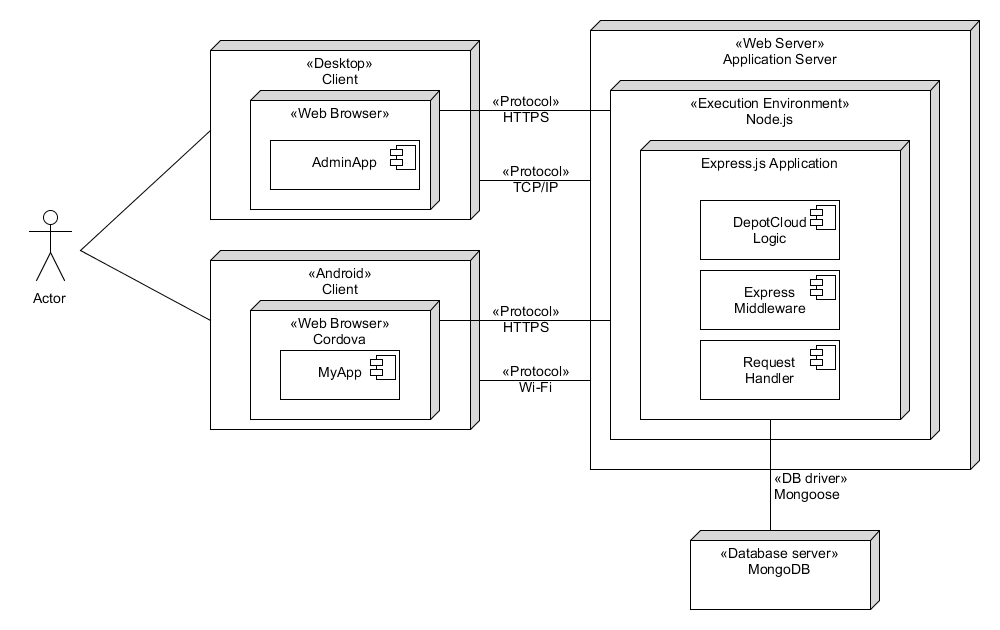 Actor
«Desktop»
Client
«Web Browser»
AdminApp
«Android»
Client
«Web Browser»
Cordova
MyApp
«Protocol»
HTTPS
«Protocol»
TCP/IP
«Protocol»
HTTPS
«Protocol»
Wi-Fi
«Web Server»
Application Server
«Execution Environment»
Node.js
Express.js Application
DepotCloud
Logic
Express
Middleware
Request
Handler
«DB driver»
Mongoose
«Database server»
MongoDB